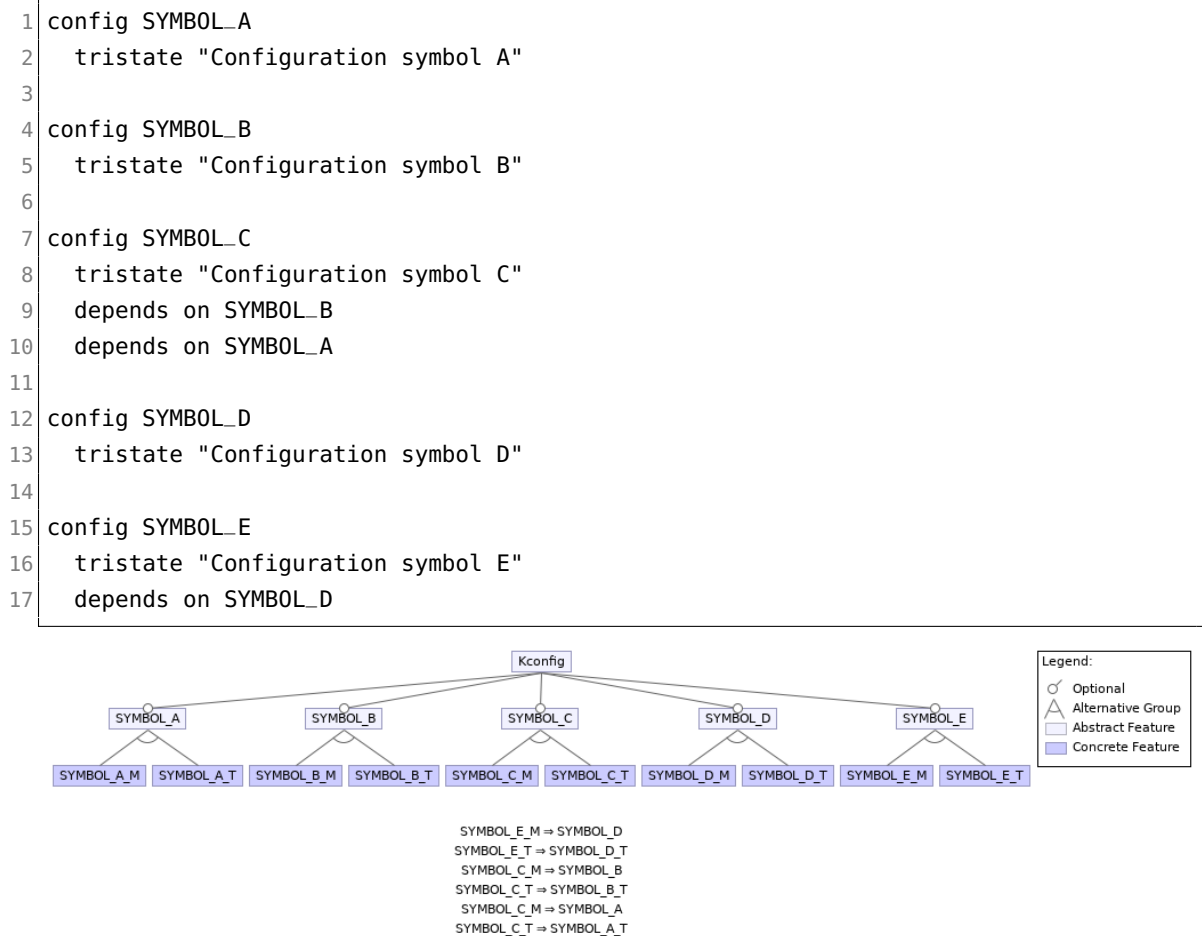 1 config SYMBOL_A
2 tristate "Configuration symbol A"
3
4 config SYMBOL_B
5 tristate "Configuration symbol B"
6
7 config SYMBOL_C
8 tristate "Configuration symbol C"
9 depends on SYMBOL_B
10 depends on SYMBOL_A
11
12 config SYMBOL_D
13 tristate "Configuration symbol D"
14
15 config SYMBOL_E
16 tristate "Configuration symbol E"
17 depends on SYMBOL_D
Kconfig
SYMBOL_A SYMBOL_B SYMBOL_C SYMBOL_D SYMBOL_E
SYMBOL_A_M SYMBOL_A_T SYMBOL_B_M SYMBOL_B_T SYMBOL_C_M SYMBOL_C_T SYMBOL_D_M SYMBOL_D_T SYMBOL_E_M SYMBOL_E_T
Legend:
Optional
Alternative Group
Abstract Feature
Concrete Feature
SYMBOL_E_M ⇒ SYMBOL_D
SYMBOL_E_T ⇒ SYMBOL_D_T
SYMBOL_C_M ⇒ SYMBOL_B
SYMBOL_C_T ⇒ SYMBOL_B_T
SYMBOL_C_M ⇒ SYMBOL_A
SYMBOL_C_T ⇒ SYMBOL_A_T